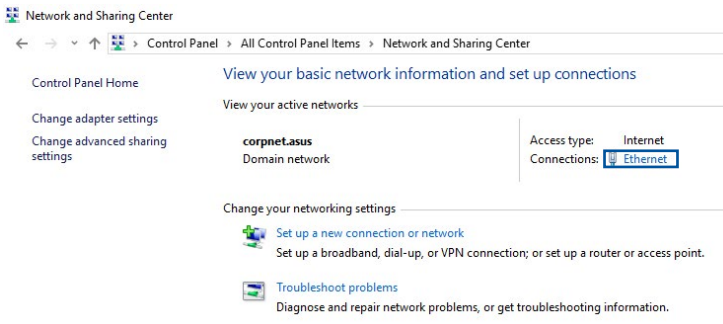 Network and Sharing Center
Control Panel > All Control Panel Items > Network and Sharing Center
Control Panel Home
Change adapter settings
Change advanced sharing
settings
View your basic network information and set up connections
View your active networks
corpnet.asus
Domain network
Access type: Internet
Connections: Ethernet
Change your networking settings
Set up a new connection or network
Set up a broadband, dial-up, or VPN connection; or set up a router or access point.
Troubleshoot problems
Diagnose and repair network problems, or get troubleshooting information.